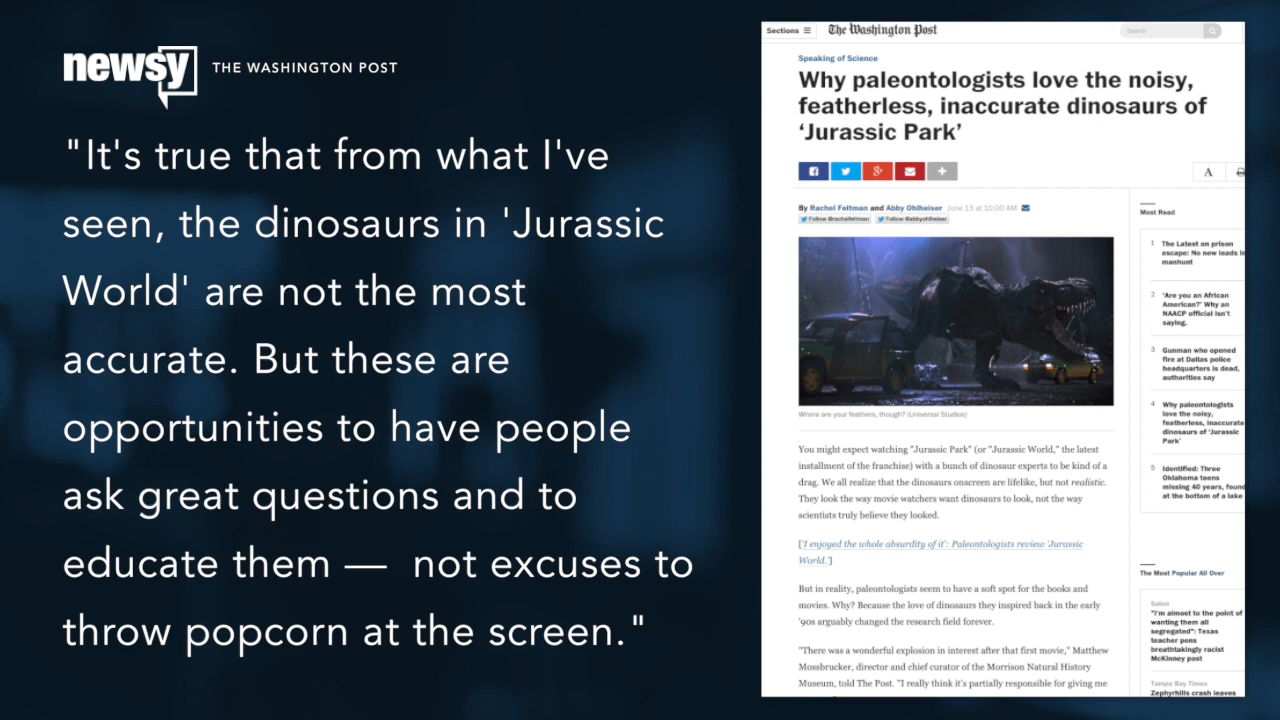 newsy
THE WASHINGTON POST
"It's true that from what I've
seen, the dinosaurs in 'Jurassic
World' are not the most
accurate. But these are
opportunities to have people
ask great questions and to
educate them — not excuses to
throw popcorn at the screen."
Sections
The Washington Post
Search
Speaking of Science
Why paleontologists love the noisy,
featherless, inaccurate dinosaurs of
‘Jurassic Park’
A
By Rachel Feltman and Abby Ohlheiser June 13 at 10:00 AM
Follow @rachelfeltman Follow @abbyohlheiser
Where are your feathers, though? (Universal Studios)
You might expect watching "Jurassic Park" (or "Jurassic World," the latest
installment of the franchise) with a bunch of dinosaur experts to be kind of a
drag. We all realize that the dinosaurs onscreen are lifelike, but not realistic.
They look the way movie watchers want dinosaurs to look, not the way
scientists truly believe they looked.
['I enjoyed the whole absurdity of it': Paleontologists review 'Jurassic
World.']
But in reality, paleontologists seem to have a soft spot for the books and
movies. Why? Because the love of dinosaurs they inspired back in the early
'90s arguably changed the research field forever.
"There was a wonderful explosion in interest after that first movie," Matthew
Mossbrucker, director and chief curator of the Morrison Natural History
Museum, told The Post. "I really think it's partially responsible for giving me
Most Read
1 The Latest on prison
escape: No new leads in
manhunt
2 'Are you an African
American?' Why an
NAACP official isn't
saying.
3 Gunman who opened
fire at Dallas police
headquarters is dead,
authorities say
4 Why paleontologists
love the noisy,
featherless, inaccurate
dinosaurs of 'Jurassic
Park'
5 Identified: Three
Oklahoma teens
missing 40 years, found
at the bottom of a lake
The Most Popular All Over
Salon
"I'm almost to the point of
wanting them all
segregated": Texas
teacher pens
breathtakingly racist
McKinney post
Tampa Bay Times
Zephyrhills crash leaves